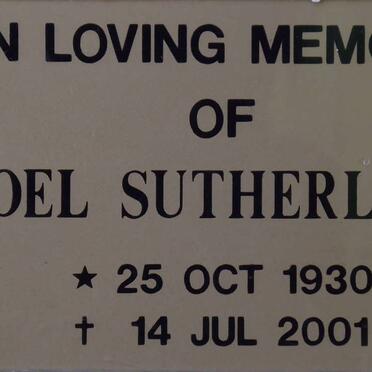 N LOVING MEMO
OF
OEL SUTHERL
★ 25 OCT 1930
† 14 JUL 2001